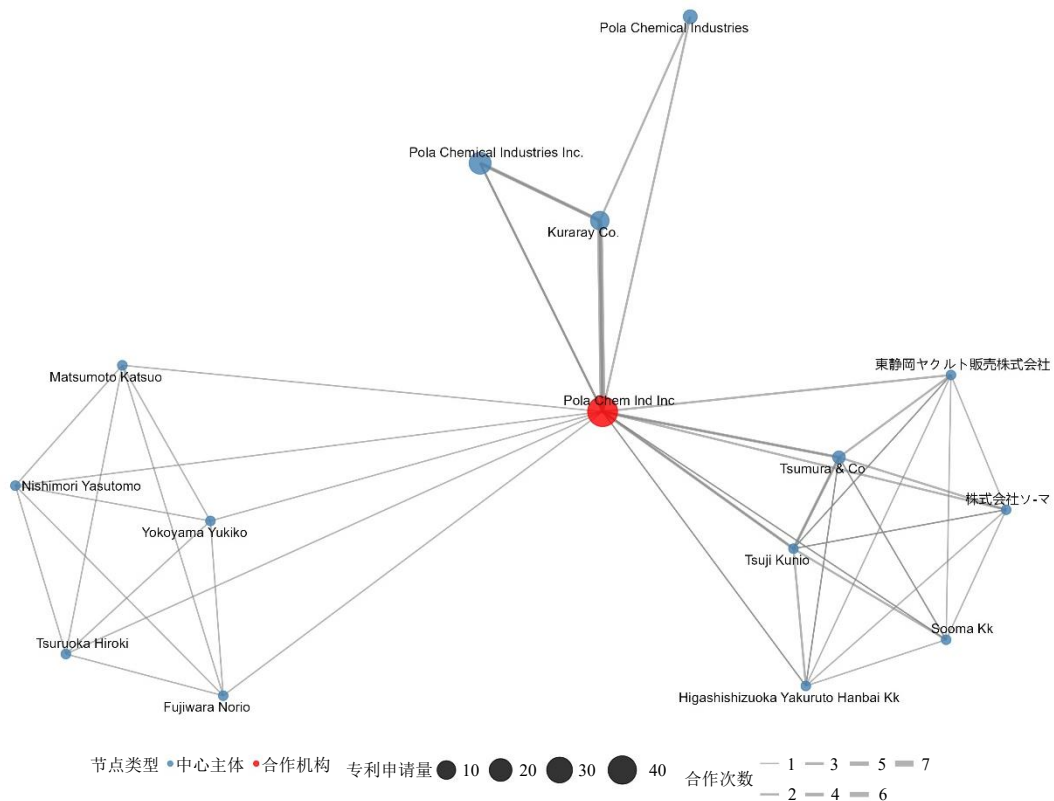 Pola Chemical Industries
Pola Chemical Industries Inc.
Kuraray Co.
Matsumoto Katsuo
東静岡ヤクルト販売株式会社
Pola Chem Ind Inc
Tsumura & Co
Nishimori Yasutomo
株式会社ソ-マ
Yokoyama Yukiko
Tsuji Kunio
Tsuruoka Hiroki
Sooma Kk
Fujiwara Norio
Higashishizuoka Yakuruto Hanbai Kk
节点类型 中心主体 合作机构 专利申请量 10 20 30 40 合作次数 1 3 5 7
2 4 6